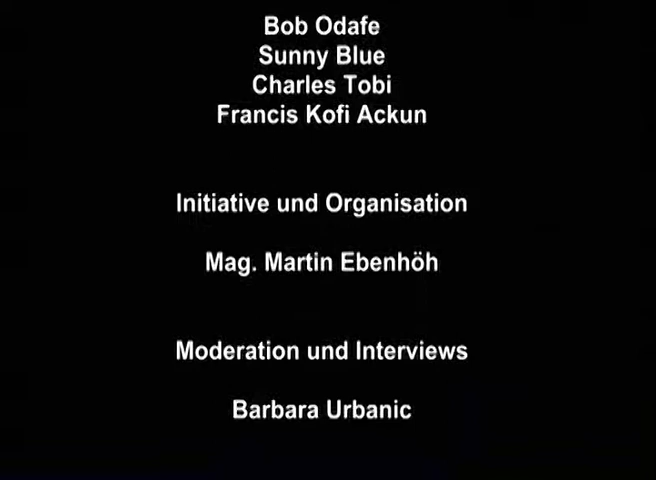 Bob Odafe
Sunny Blue
Charles Tobi
Francis Kofi Ackun
Initiative und Organisation
Mag. Martin Ebenhöh
Moderation und Interviews
Barbara Urbanic